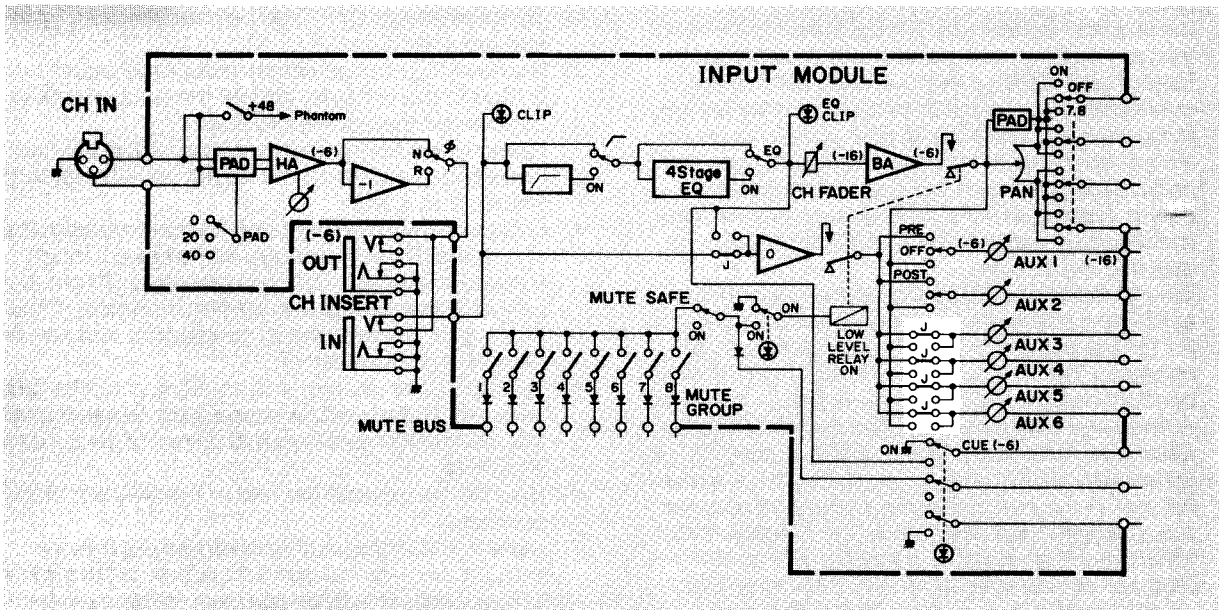 INPUT MODULE
CH IN
+48
Phantom
PAD
HA
(-6)
-1
N
R
ϕ
0
20
40
PAD
(-6)
OUT
CH INSERT
IN
CLIP
ON
4Stage
EQ
EQ
ON
EQ
CLIP
(-16)
CH FADER
BA
(-6)
PAD
PAN
ON
OFF
7.8
J
0
PRE
OFF
POST
(-6)
AUX 1
(-16)
AUX 2
J
AUX 3
J
AUX 4
J
AUX 5
J
AUX 6
MUTE SAFE
ON
ON
ON
LOW
LEVEL
RELAY
ON
1
2
3
4
5
6
7
8
MUTE
GROUP
MUTE BUS
ON
CUE (-6)